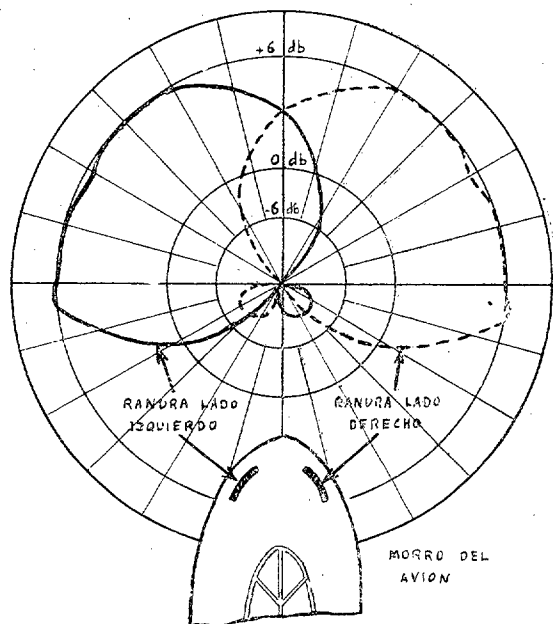 +6 db
0 db
-6 db
RANURA LADO
IZQUIERDO
RANURA LADO
DERECHO
MORRO DEL
AVION